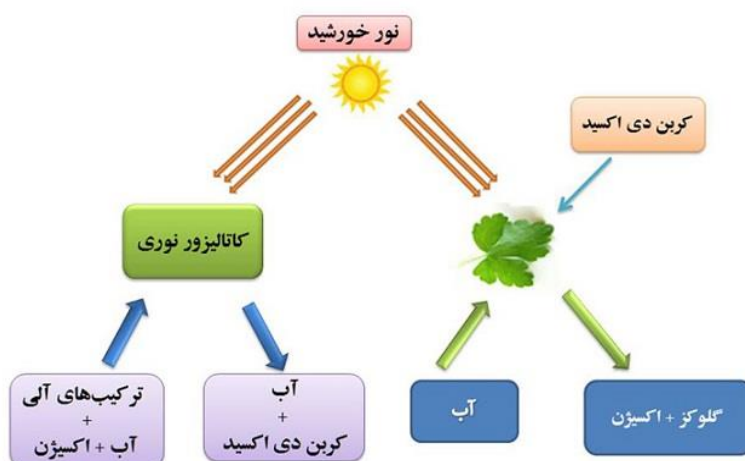 نور خورشید
کربن دی اکسید
کاتالیزور نوری
ترکیب‌های آلی
+
آب + اکسیژن
آب
+
کربن دی اکسید
آب
گلوکز + اکسیژن